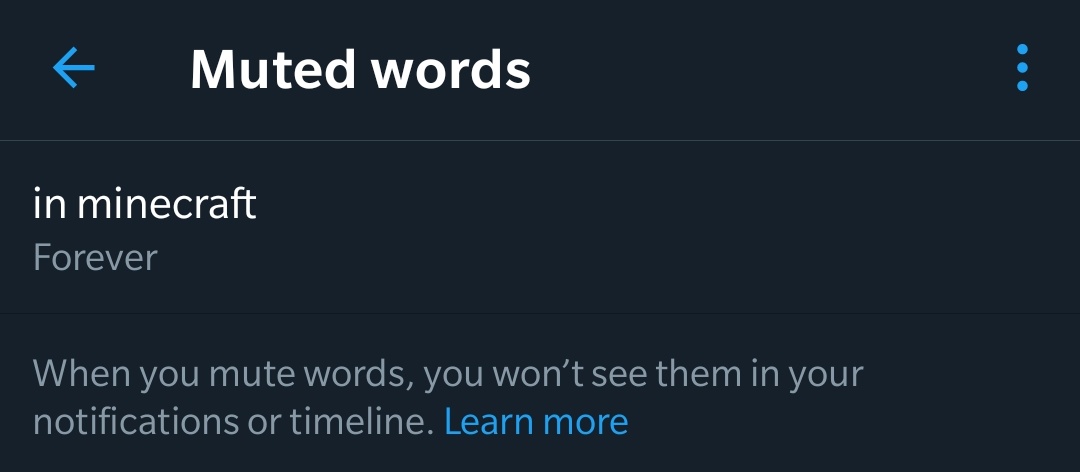 Muted words
in minecraft
Forever
When you mute words, you won’t see them in your
notifications or timeline. Learn more